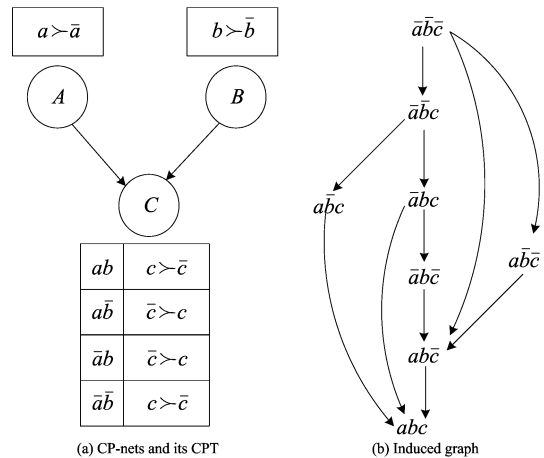 a≻ā
b≻b̄
A
B
C
ab c≻c̄
ab̄ c̄≻c
āb c̄≻c
āb̄ c≻c̄
(a) CP-nets and its CPT
āb̄c̄
āb̄c
ab̄c
ābc
ab̄c̄
ābc̄
abc̄
abc
(b) Induced graph